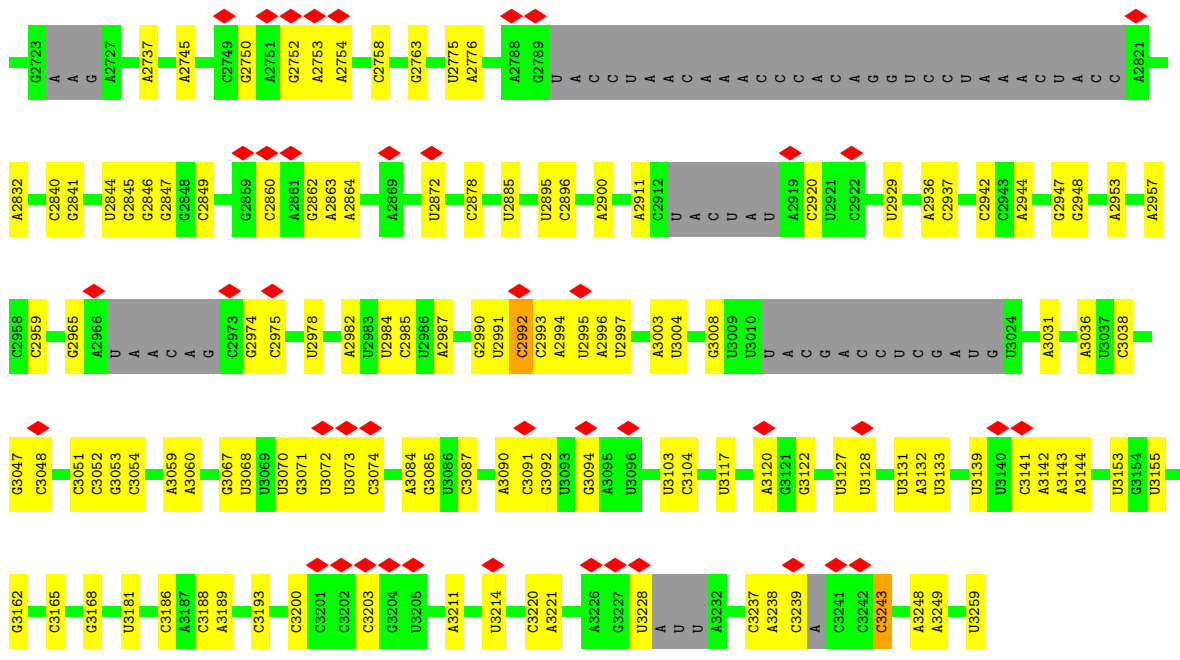 G2723 A A G A2727 A2737 A2745 C2749 G2750 A2751 G2752 A2753 A2754 C2758 G2763 U2775 A2776 A2788 G2789 U A C C U A A C A A A C C C A C A G G U C C U A A A C U A C C A2821
A2832 C2840 G2841 U2844 G2845 G2846 G2847 G2848 C2849 G2859 C2860 A2861 G2862 A2863 A2864 A2869 U2872 C2878 U2885 U2895 C2896 A2900 A2911 C2912 U A C U A U A2919 C2920 U2921 C2922 U2929 A2936 C2937 C2942 C2943 A2944 G2947 G2948 A2953 A2957
C2958 C2959 G2965 A2966 U A A C A G C2973 G2974 C2975 U2978 A2982 U2983 U2984 C2985 U2986 A2987 G2990 U2991 C2992 C2993 A2994 U2995 A2996 U2997 A3003 U3004 G3008 U3009 U3010 U A C G A C C U C G A U G U3024 A3031 A3036 U3037 C3038
G3047 C3048 C3051 C3052 G3053 C3054 A3059 A3060 G3067 U3068 U3069 U3070 G3071 U3072 U3073 C3074 A3084 G3085 U3086 C3087 A3090 C3091 G3092 U3093 G3094 A3095 U3096 U3103 C3104 U3117 A3120 G3121 G3122 U3127 U3128 U3131 A3132 U3133 U3139 U3140 C3141 A3142 A3143 A3144 U3153 G3154 U3155
G3162 C3165 G3168 U3181 C3186 A3187 C3188 A3189 C3193 C3200 C3201 C3202 C3203 G3204 U3205 A3211 U3214 C3220 A3221 A3226 G3227 U3228 A U U A3232 C3237 A3238 C3239 A C3241 C3242 C3243 A3248 A3249 U3259